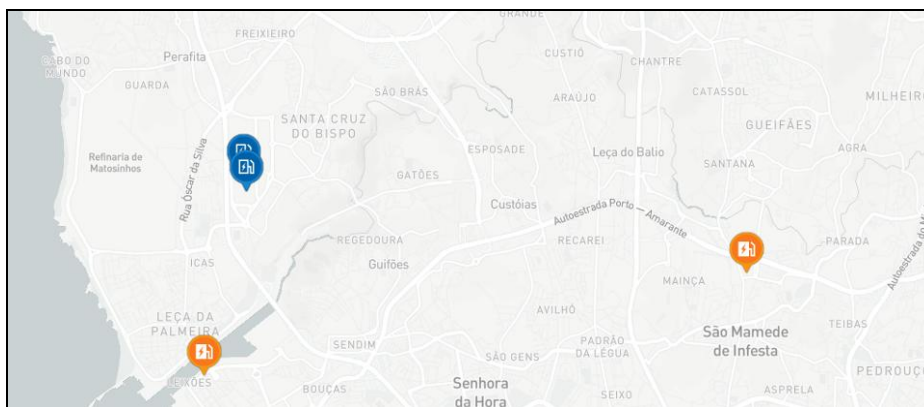 GRANDE
FREIXIEIRO
Perafita
CABO DO
MUNDO
GUARDA
CUSTIÓ
CHANTRE
SÃO BRÁS
ARAÚJO
CATASSOL
MILHEIRÓ
SANTA CRUZ
DO BISPO
GUEIFÃES
Refinaria de
Matosinhos
Rua Óscar da Silva
ESPOSADE
Leça do Balio
AGRA
SANTANA
GATÕES
Custóias
Autoestrada Porto — Amarante
REGEDOURA
RECAREI
PARADA
ICAS
Guifões
MAINÇA
Autoestrada do N
LEÇA DA
PALMEIRA
AVILHÓ
São Mamede
de Infesta
TEIBAS
SENDIM
SÃO GENS
PADRÃO
DA LÉGUA
PEDROUÇO
LEIXÕES
BOUÇAS
Senhora
da Hora
SEIXO
ASPRELA